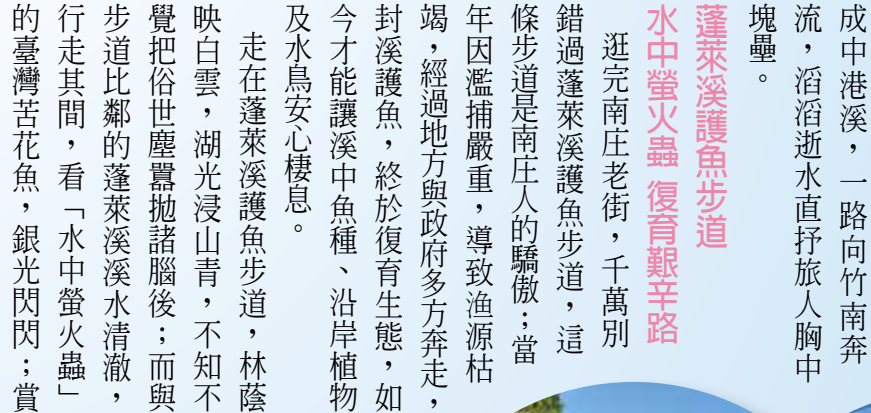 成中港溪，一路向竹南奔
流，滔滔逝水直抒旅人胸中
塊壘。
蓬萊溪護魚步道
水中螢火蟲 復育艱辛路
逛完南庄老街，千萬別
錯過蓬萊溪護魚步道，這
條步道是南庄人的驕傲；當
年因濫捕嚴重，導致漁源枯
竭，經過地方與政府多方奔走，
封溪護魚，終於復育生態，如
今才能讓溪中魚種、沿岸植物
及水鳥安心棲息。
走在蓬萊溪護魚步道，林蔭
映白雲，湖光浸山青，不知不
覺把俗世塵囂拋諸腦後；而與
步道比鄰的蓬萊溪溪水清澈，
行走其間，看「水中螢火蟲」
的臺灣苦花魚，銀光閃閃；賞